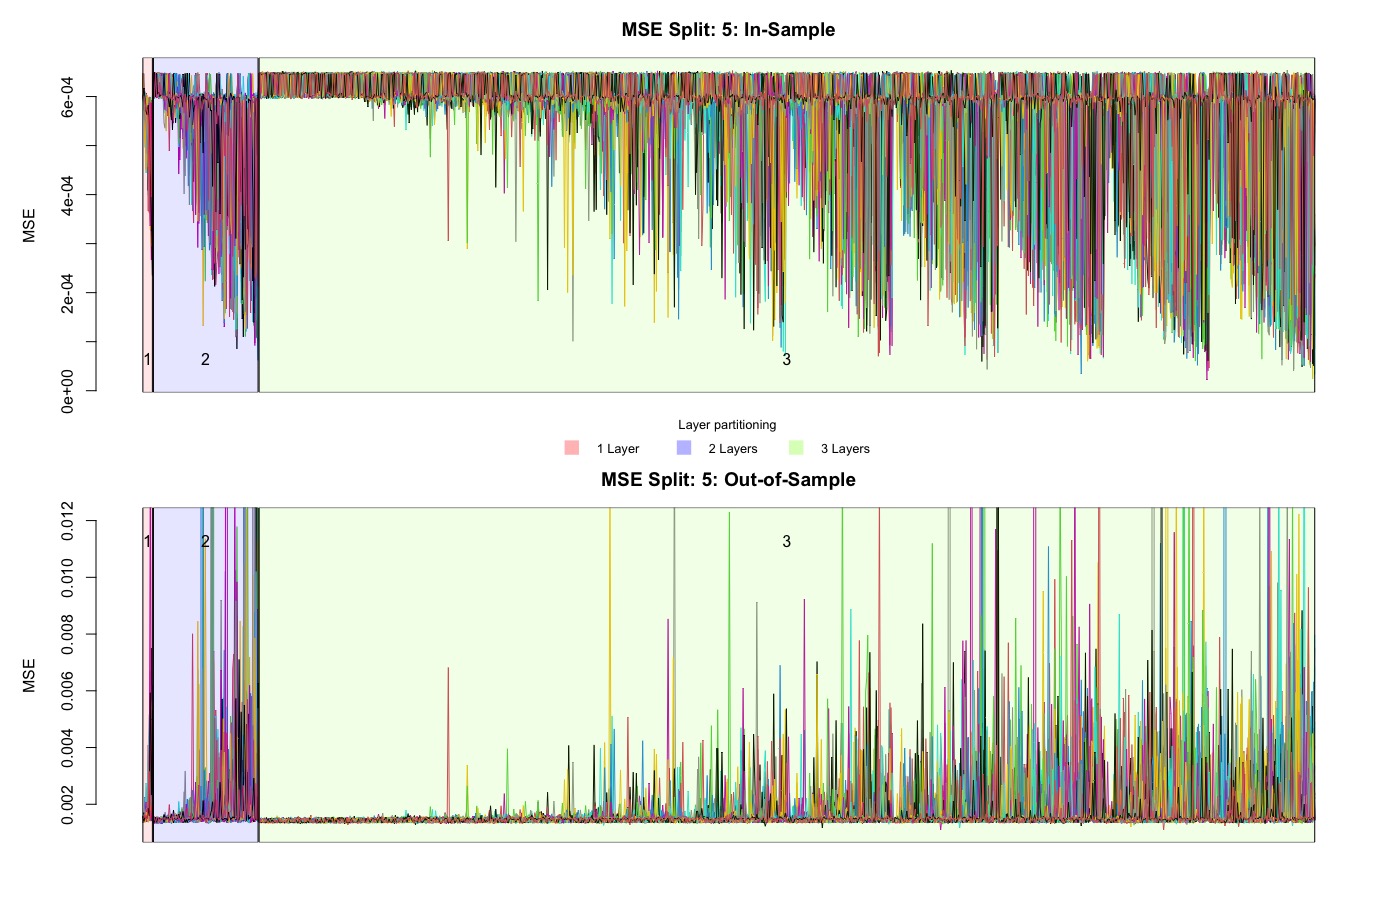 MSE Split: 5: In-Sample
MSE
6e-04
4e-04
2e-04
0e+00
1
2
3
Layer partitioning
1 Layer 2 Layers 3 Layers
MSE Split: 5: Out-of-Sample
MSE
0.012
0.010
0.008
0.006
0.004
0.002
1
2
3